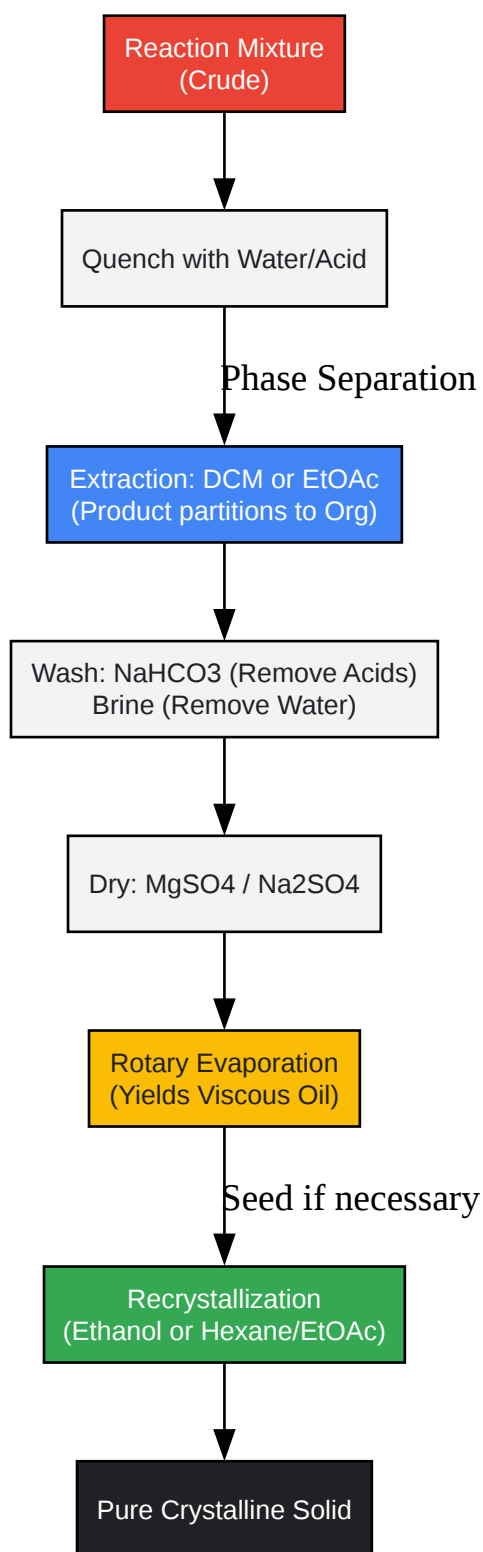 Reaction Mixture
(Crude)
Quench with Water/Acid
Phase Separation
Extraction: DCM or EtOAc
(Product partitions to Org)
Wash: NaHCO3 (Remove Acids)
Brine (Remove Water)
Dry: MgSO4 / Na2SO4
Rotary Evaporation
(Yields Viscous Oil)
Seed if necessary
Recrystallization
(Ethanol or Hexane/EtOAc)
Pure Crystalline Solid